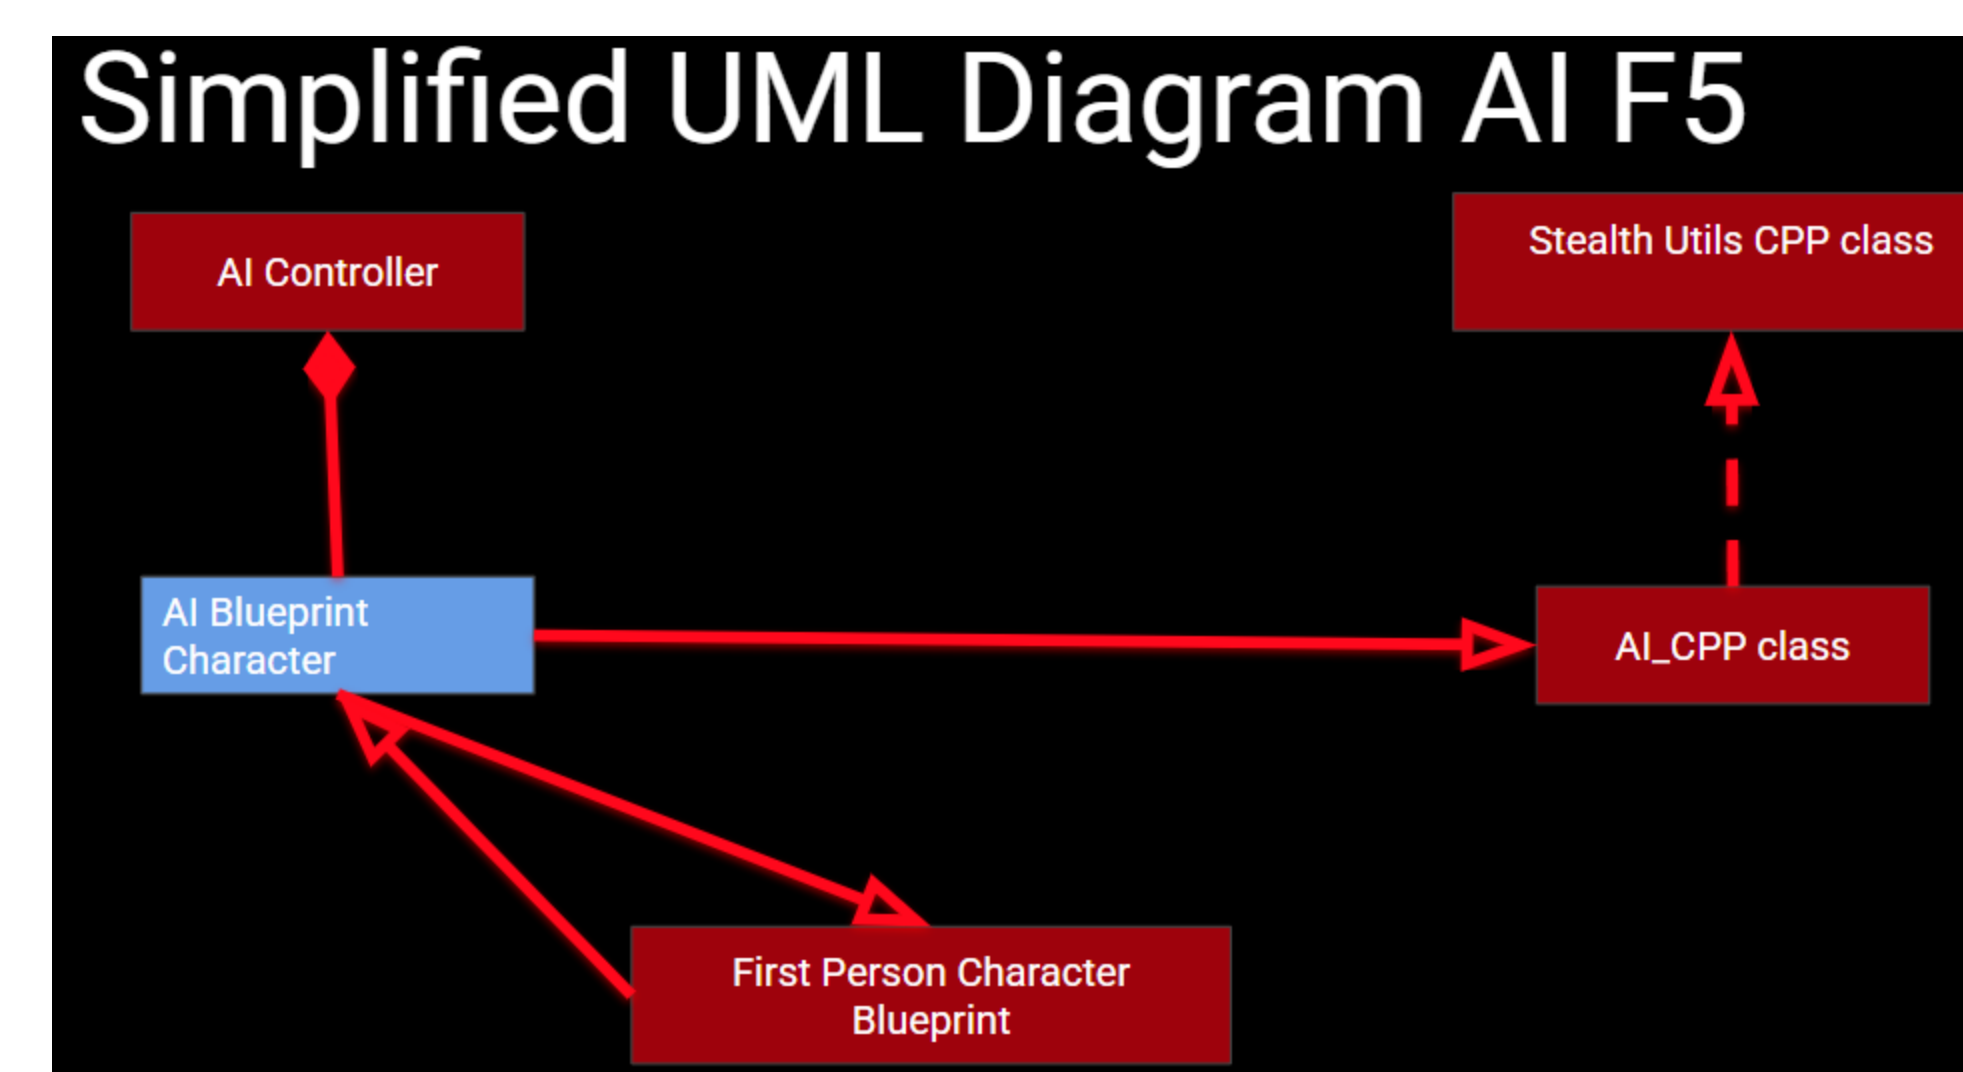 Simplified UML Diagram AI F5
AI Controller
Stealth Utils CPP class
AI Blueprint
Character
AI_CPP class
First Person Character
Blueprint